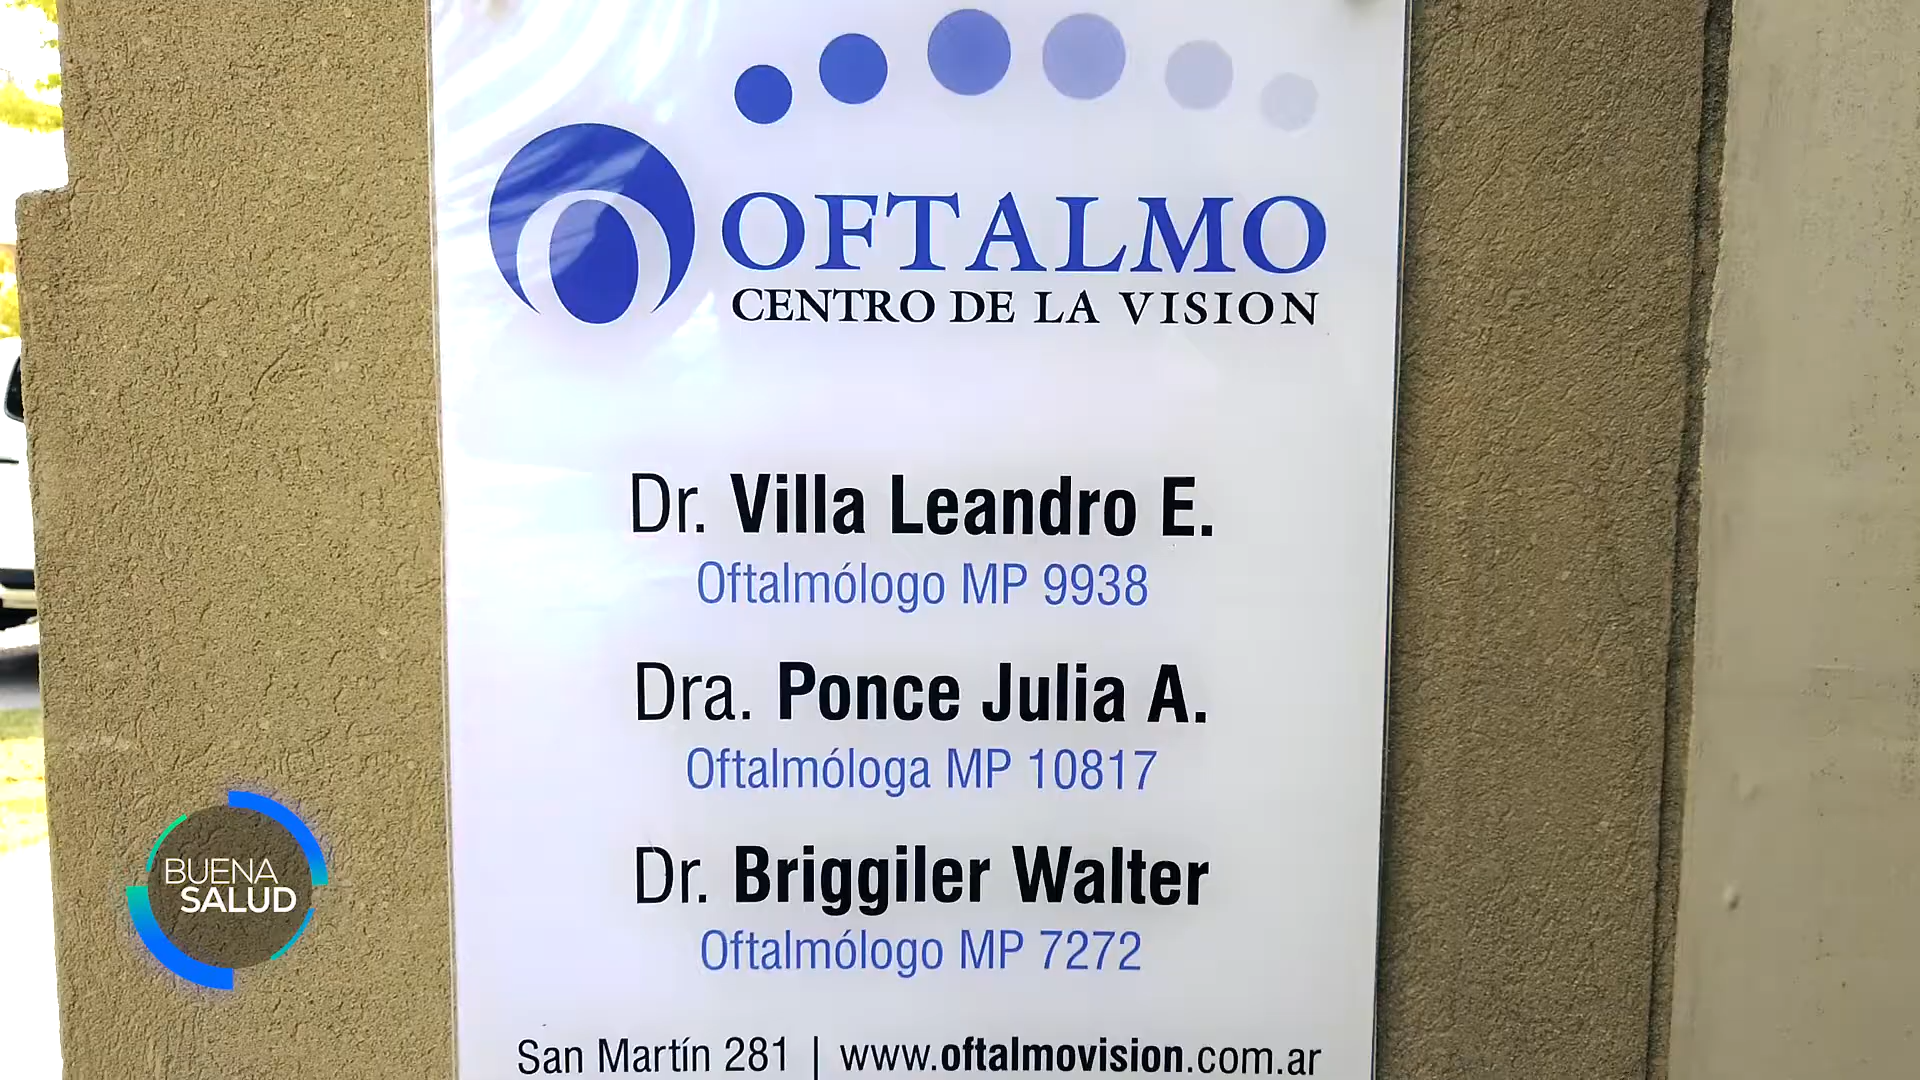 OFTALMO
CENTRO DE LA VISION
Dr. Villa Leandro E.
Oftalmólogo MP 9938
Dra. Ponce Julia A.
Oftalmóloga MP 10817
Dr. Briggiler Walter
Oftalmólogo MP 7272
San Martín 281 | www.oftalmovision.com.ar
BUENA
SALUD